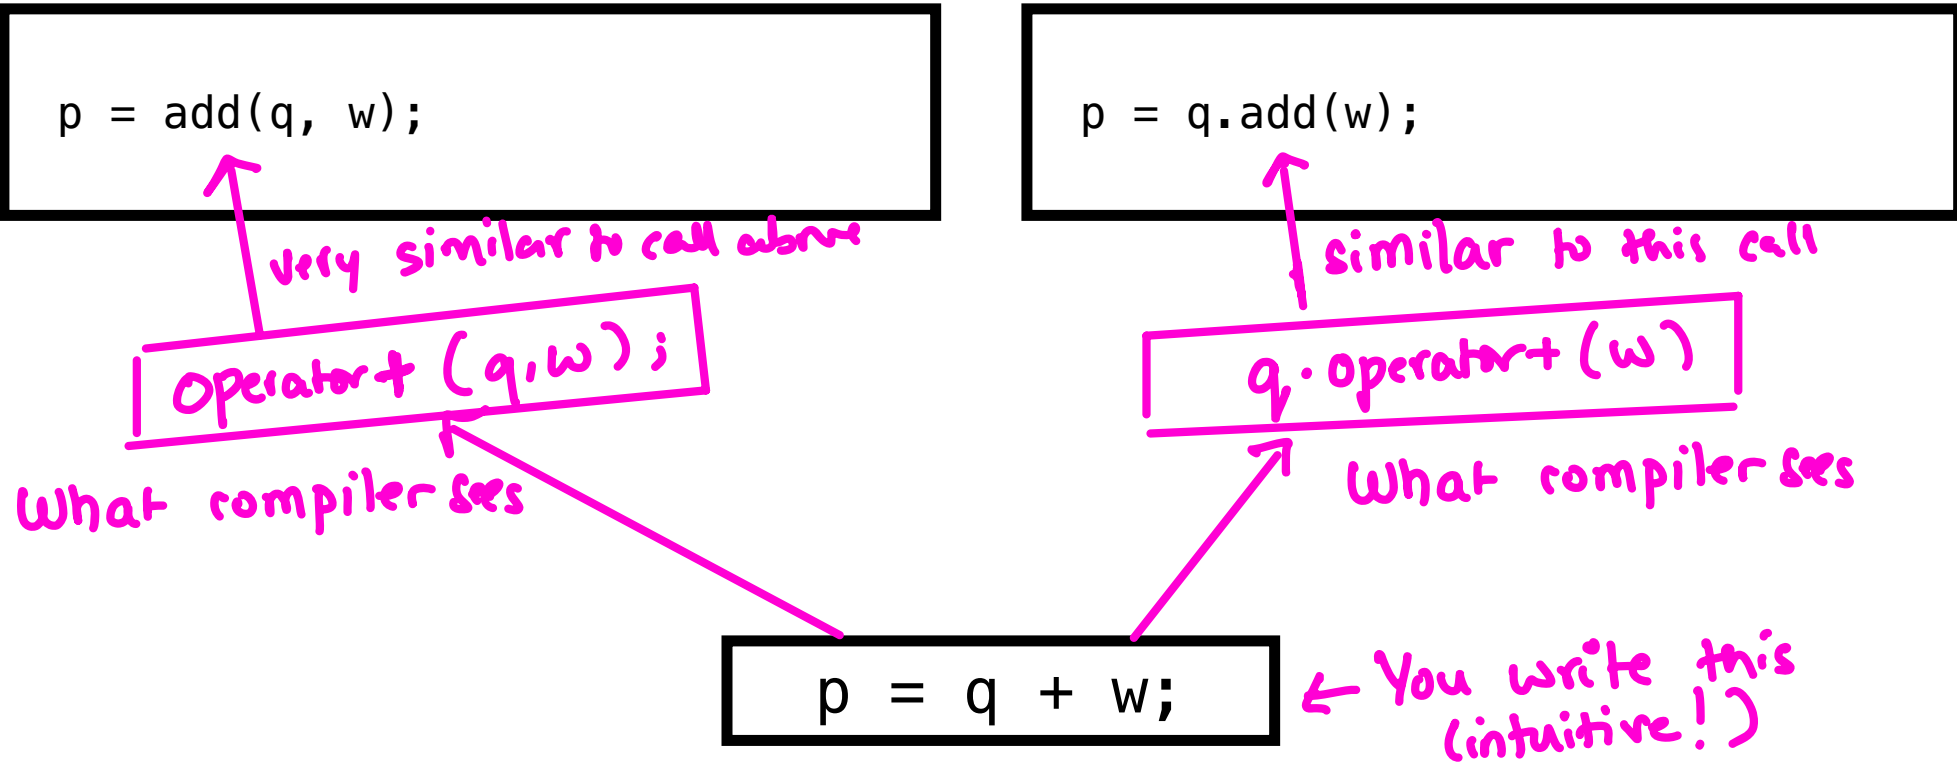 p = add(q, w);
p = q.add(w);
very similar to call above
similar to this call
operator+ (q,w);
q.operator+(w)
What compiler sees
What compiler sees
p = q + w;
← You write this
(intuitive!)